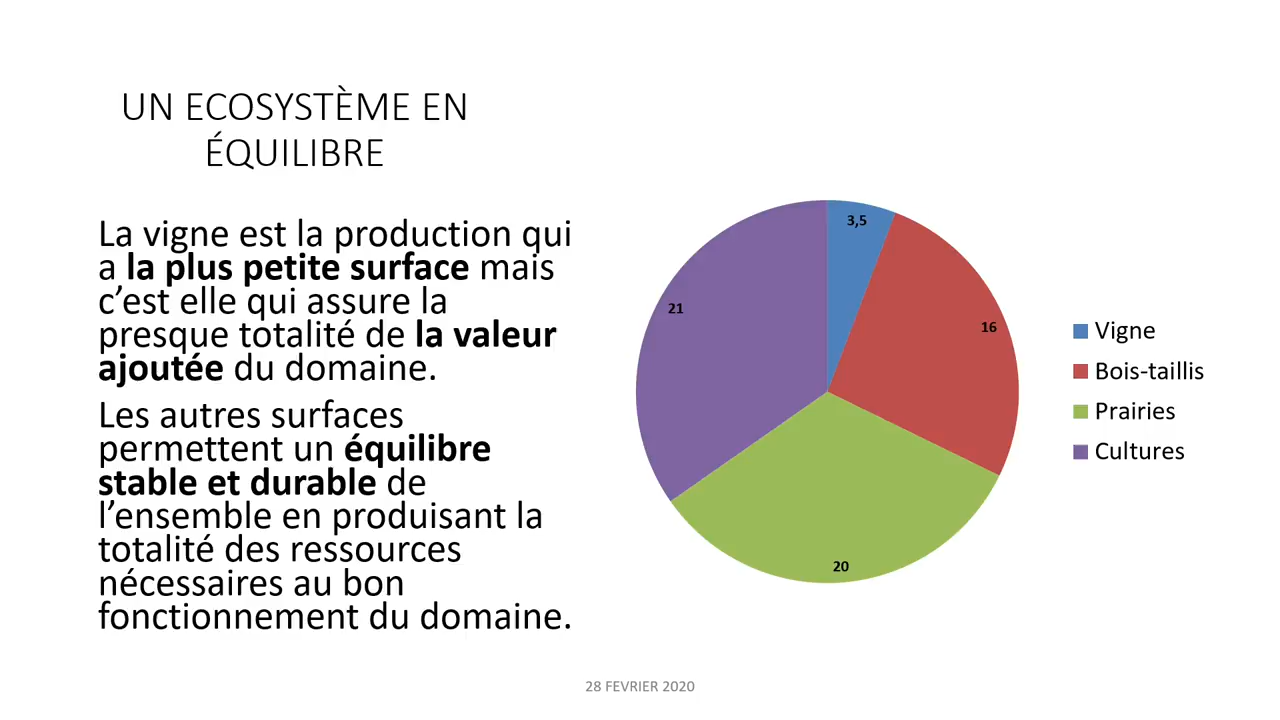 UN ECOSYSTÈME EN
ÉQUILIBRE
La vigne est la production qui
a la plus petite surface mais
c’est elle qui assure la
presque totalité de la valeur
ajoutée du domaine.
Les autres surfaces
permettent un équilibre
stable et durable de
l’ensemble en produisant la
totalité des ressources
nécessaires au bon
fonctionnement du domaine.
3,5
16
20
21
Vigne
Bois-taillis
Prairies
Cultures
28 FEVRIER 2020